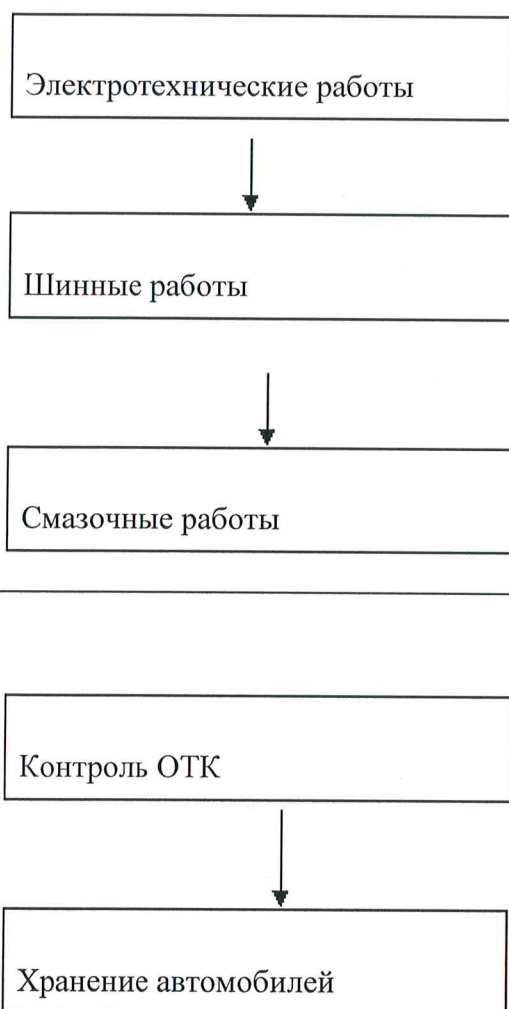 Электротехнические работы
Шинные работы
Смазочные работы
Контроль ОТК
Хранение автомобилей